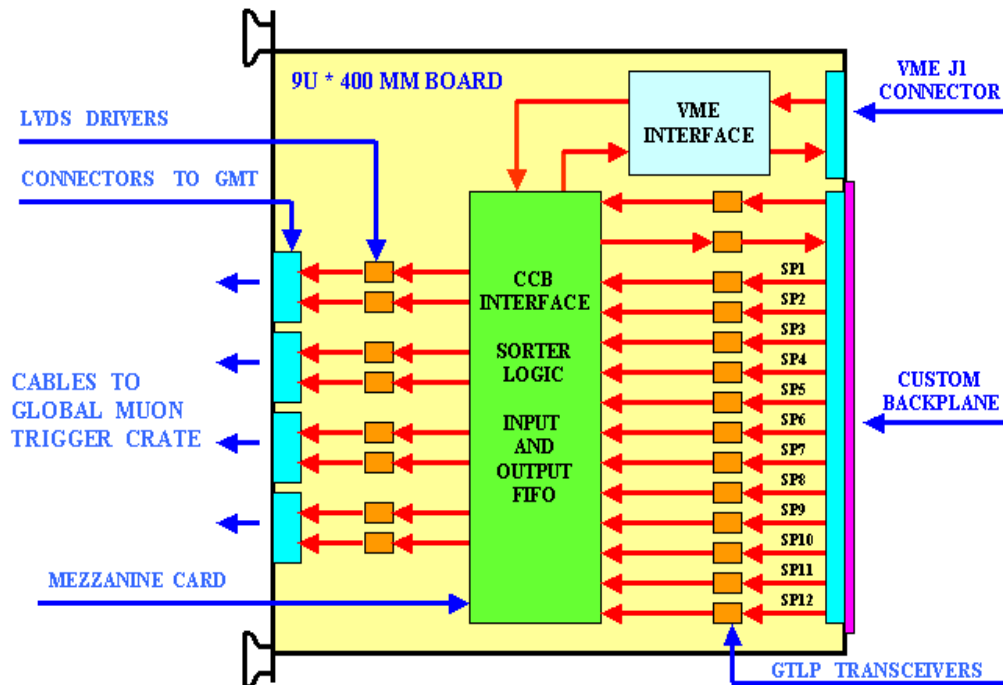 9U * 400 MM BOARD
VME J1
CONNECTOR
LVDS DRIVERS
VME
INTERFACE
CONNECTORS TO GMT
CCB
INTERFACE
SORTER
LOGIC
INPUT
AND
OUTPUT
FIFO
SP1
SP2
SP3
SP4
SP5
SP6
SP7
SP8
SP9
SP10
SP11
SP12
CABLES TO
GLOBAL MUON
TRIGGER CRATE
CUSTOM
BACKPLANE
MEZZANINE CARD
GTLP TRANSCEIVERS